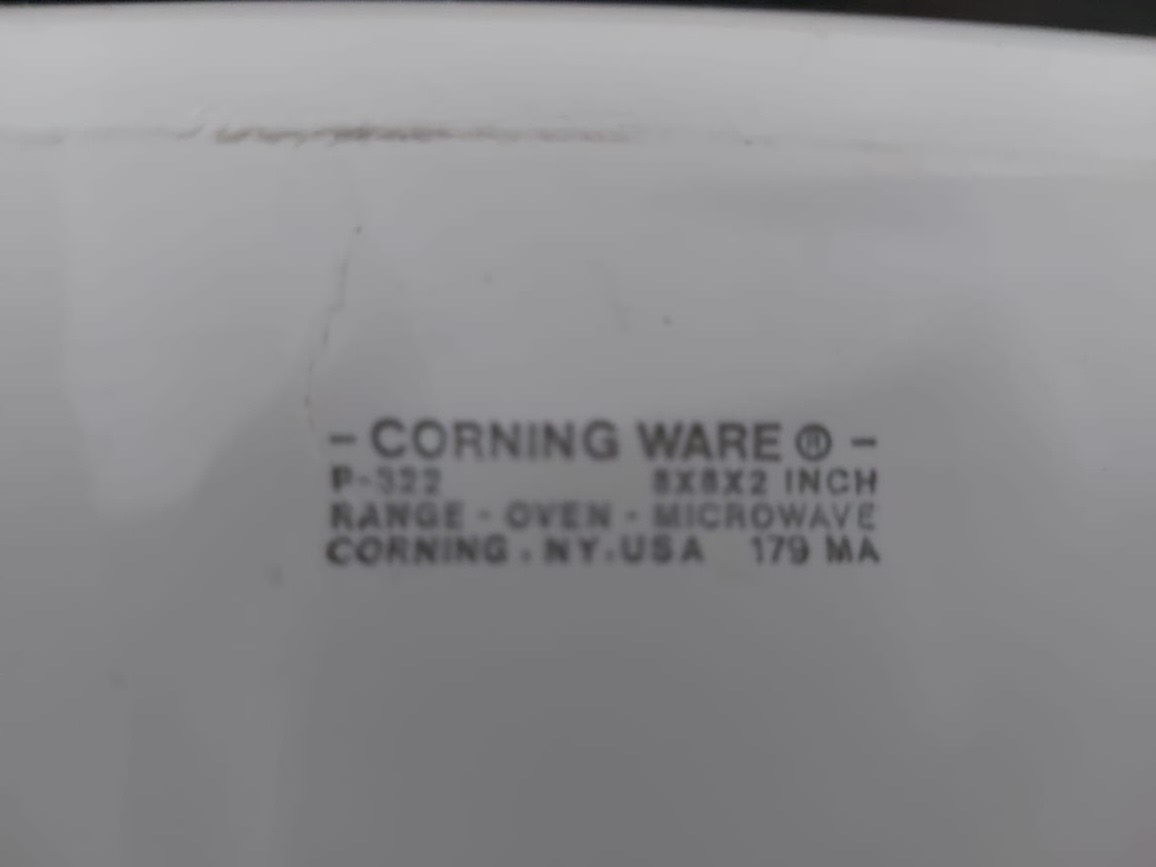 - CORNING WARE ® -
P-322 8X8X2 INCH
RANGE - OVEN - MICROWAVE
CORNING . NY . USA 179 MA